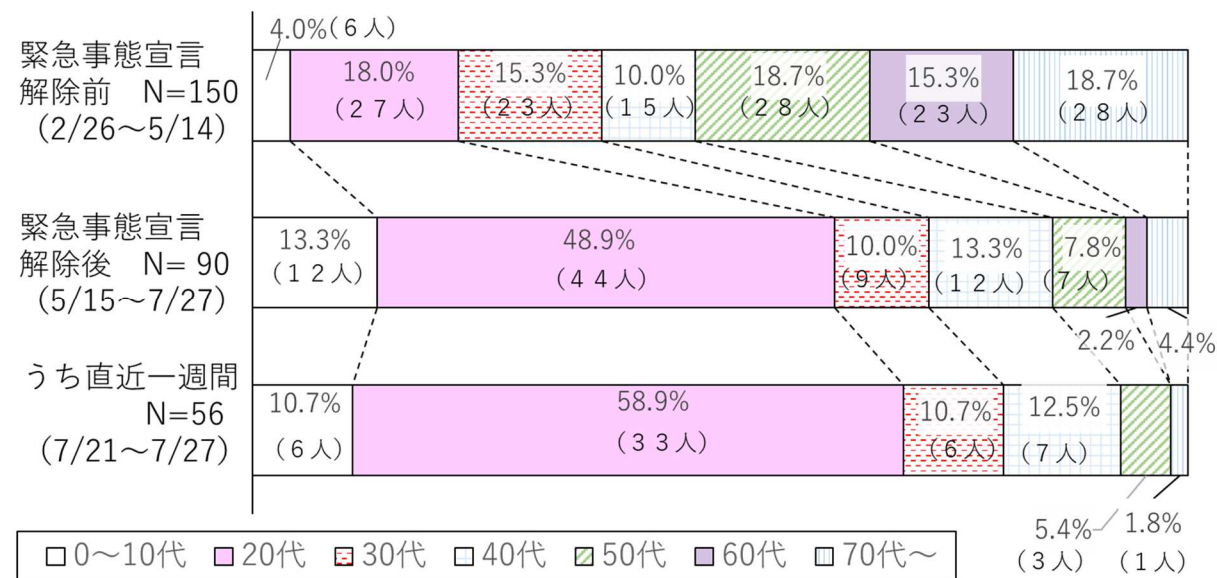 4.0%(６人)
緊急事態宣言
解除前　N=150
(2/26～5/14)
18.0%
(２７人)
15.3%
(２３人)
10.0%
(１５人)
18.7%
(２８人)
15.3%
(２３人)
18.7%
(２８人)
緊急事態宣言
解除後　N= 90
(5/15～7/27)
13.3%
(１２人)
48.9%
(４４人)
10.0%
(９人)
13.3%
(１２人)
7.8%
(７人)
2.2%
4.4%
うち直近一週間
N=56
(7/21～7/27)
10.7%
(６人)
58.9%
(３３人)
10.7%
(６人)
12.5%
(７人)
5.4%
(３人)
1.8%
(１人)
0～10代 20代 30代 40代 50代 60代 70代～